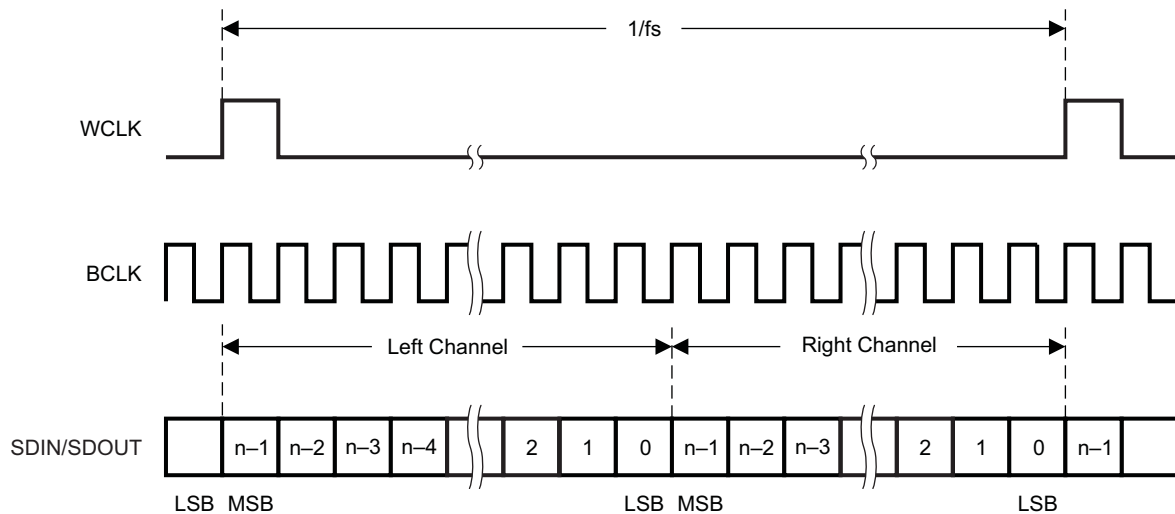 1/fs
WCLK
BCLK
Left Channel
Right Channel
SDIN/SDOUT
n–1 n–2 n–3 n–4 2 1 0 n–1 n–2 n–3 2 1 0 n–1
LSB MSB LSB MSB LSB